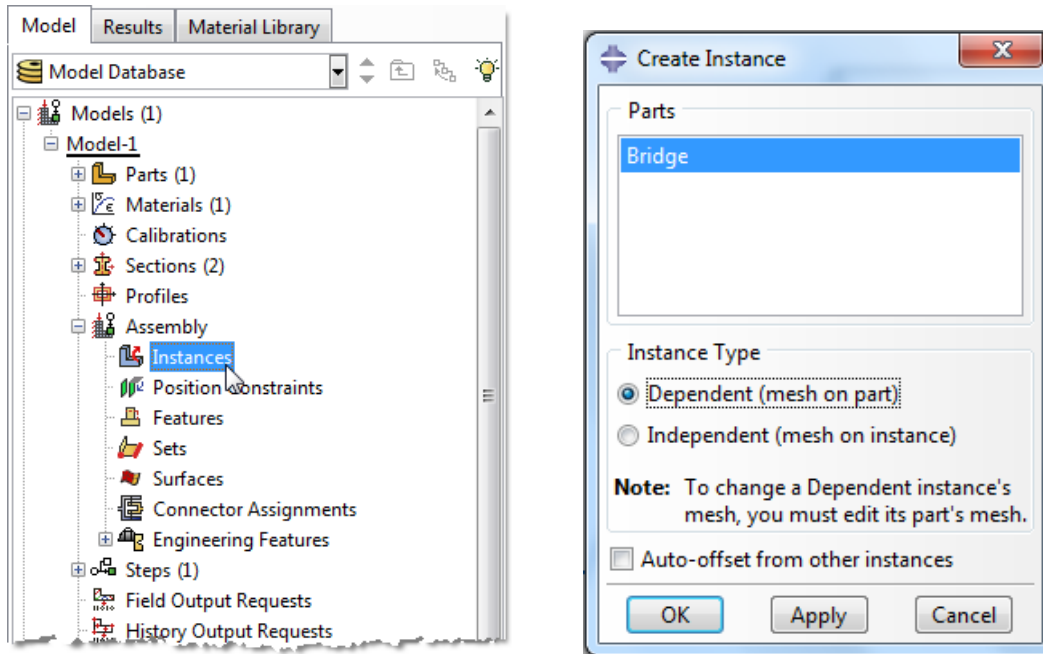 Model Results Material Library
Model Database
Models (1)
Model-1
Parts (1)
Materials (1)
Calibrations
Sections (2)
Profiles
Assembly
Instances
Position Constraints
Features
Sets
Surfaces
Connector Assignments
Engineering Features
Steps (1)
Field Output Requests
History Output Requests
Create Instance
Parts
Bridge
Instance Type
Dependent (mesh on part)
Independent (mesh on instance)
Note: To change a Dependent instance's
mesh, you must edit its part's mesh.
Auto-offset from other instances
OK Apply Cancel